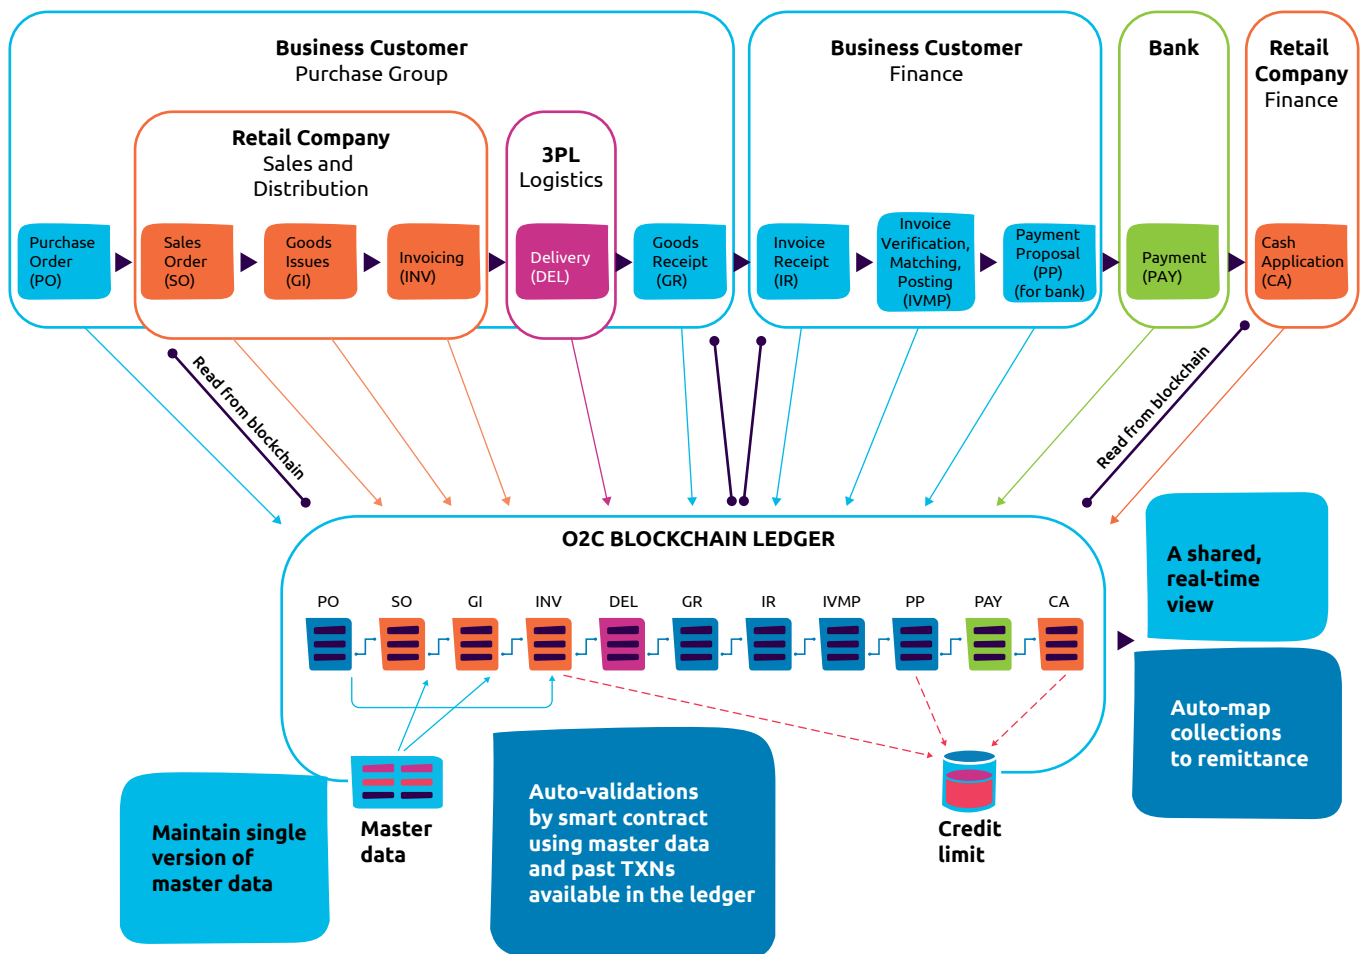 Business Customer
Purchase Group
Business Customer
Finance
Bank
Retail
Company
Finance
Retail Company
Sales and
Distribution
3PL
Logistics
Purchase
Order
(PO)
Sales
Order
(SO)
Goods
Issues
(GI)
Invoicing
(INV)
Delivery
(DEL)
Goods
Receipt
(GR)
Invoice
Receipt
(IR)
Invoice
Verification,
Matching,
Posting
(IVMP)
Payment
Proposal
(PP)
(for bank)
Payment
(PAY)
Cash
Application
(CA)
Read from blockchain
Read from blockchain
O2C BLOCKCHAIN LEDGER
PO
SO
GI
INV
DEL
GR
IR
IVMP
PP
PAY
CA
A shared,
real-time
view
Auto-map
collections
to remittance
Maintain single
version of
master data
Master
data
Auto-validations
by smart contract
using master data
and past TXNs
available in the ledger
Credit
limit